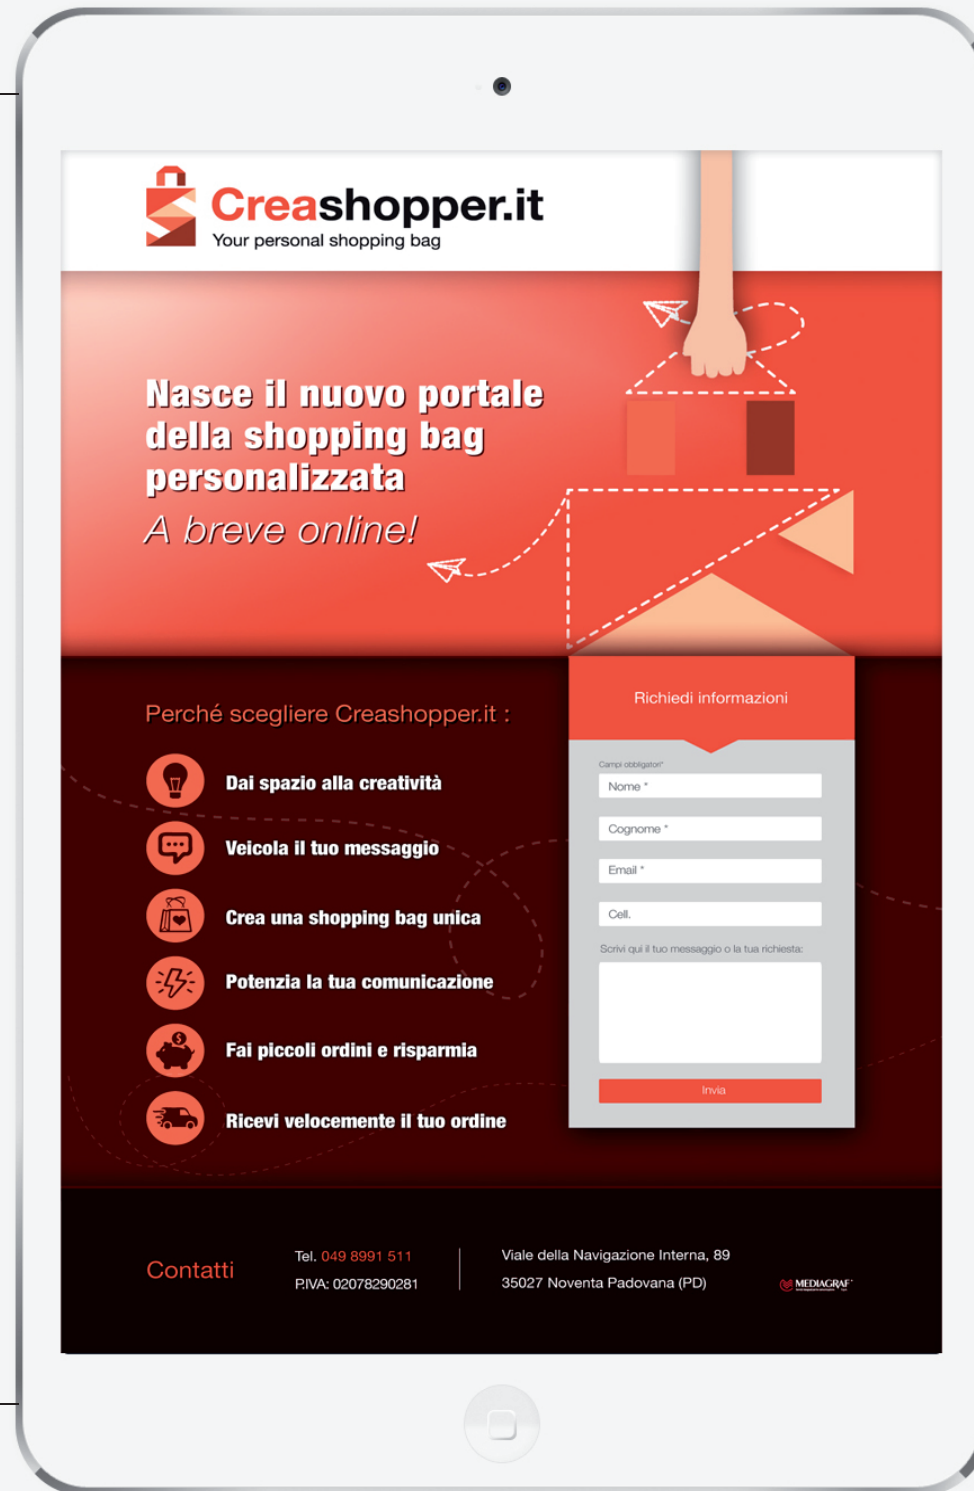 Creashopper.it
Your personal shopping bag
Nasce il nuovo portale
della shopping bag
personalizzata
A breve online!
Perché scegliere Creashopper.it :
Dai spazio alla creatività
Veicola il tuo messaggio
Crea una shopping bag unica
Potenzia la tua comunicazione
Fai piccoli ordini e risparmia
Ricevi velocemente il tuo ordine
Richiedi informazioni
Campi obbligatori*
Nome *
Cognome *
Email *
Cell.
Scrivi qui il tuo messaggio o la tua richiesta:
Invia
Contatti
Tel. 049 8991 511
P.IVA: 02078290281
Viale della Navigazione Interna, 89
35027 Noventa Padovana (PD)
MEDIAGRAF